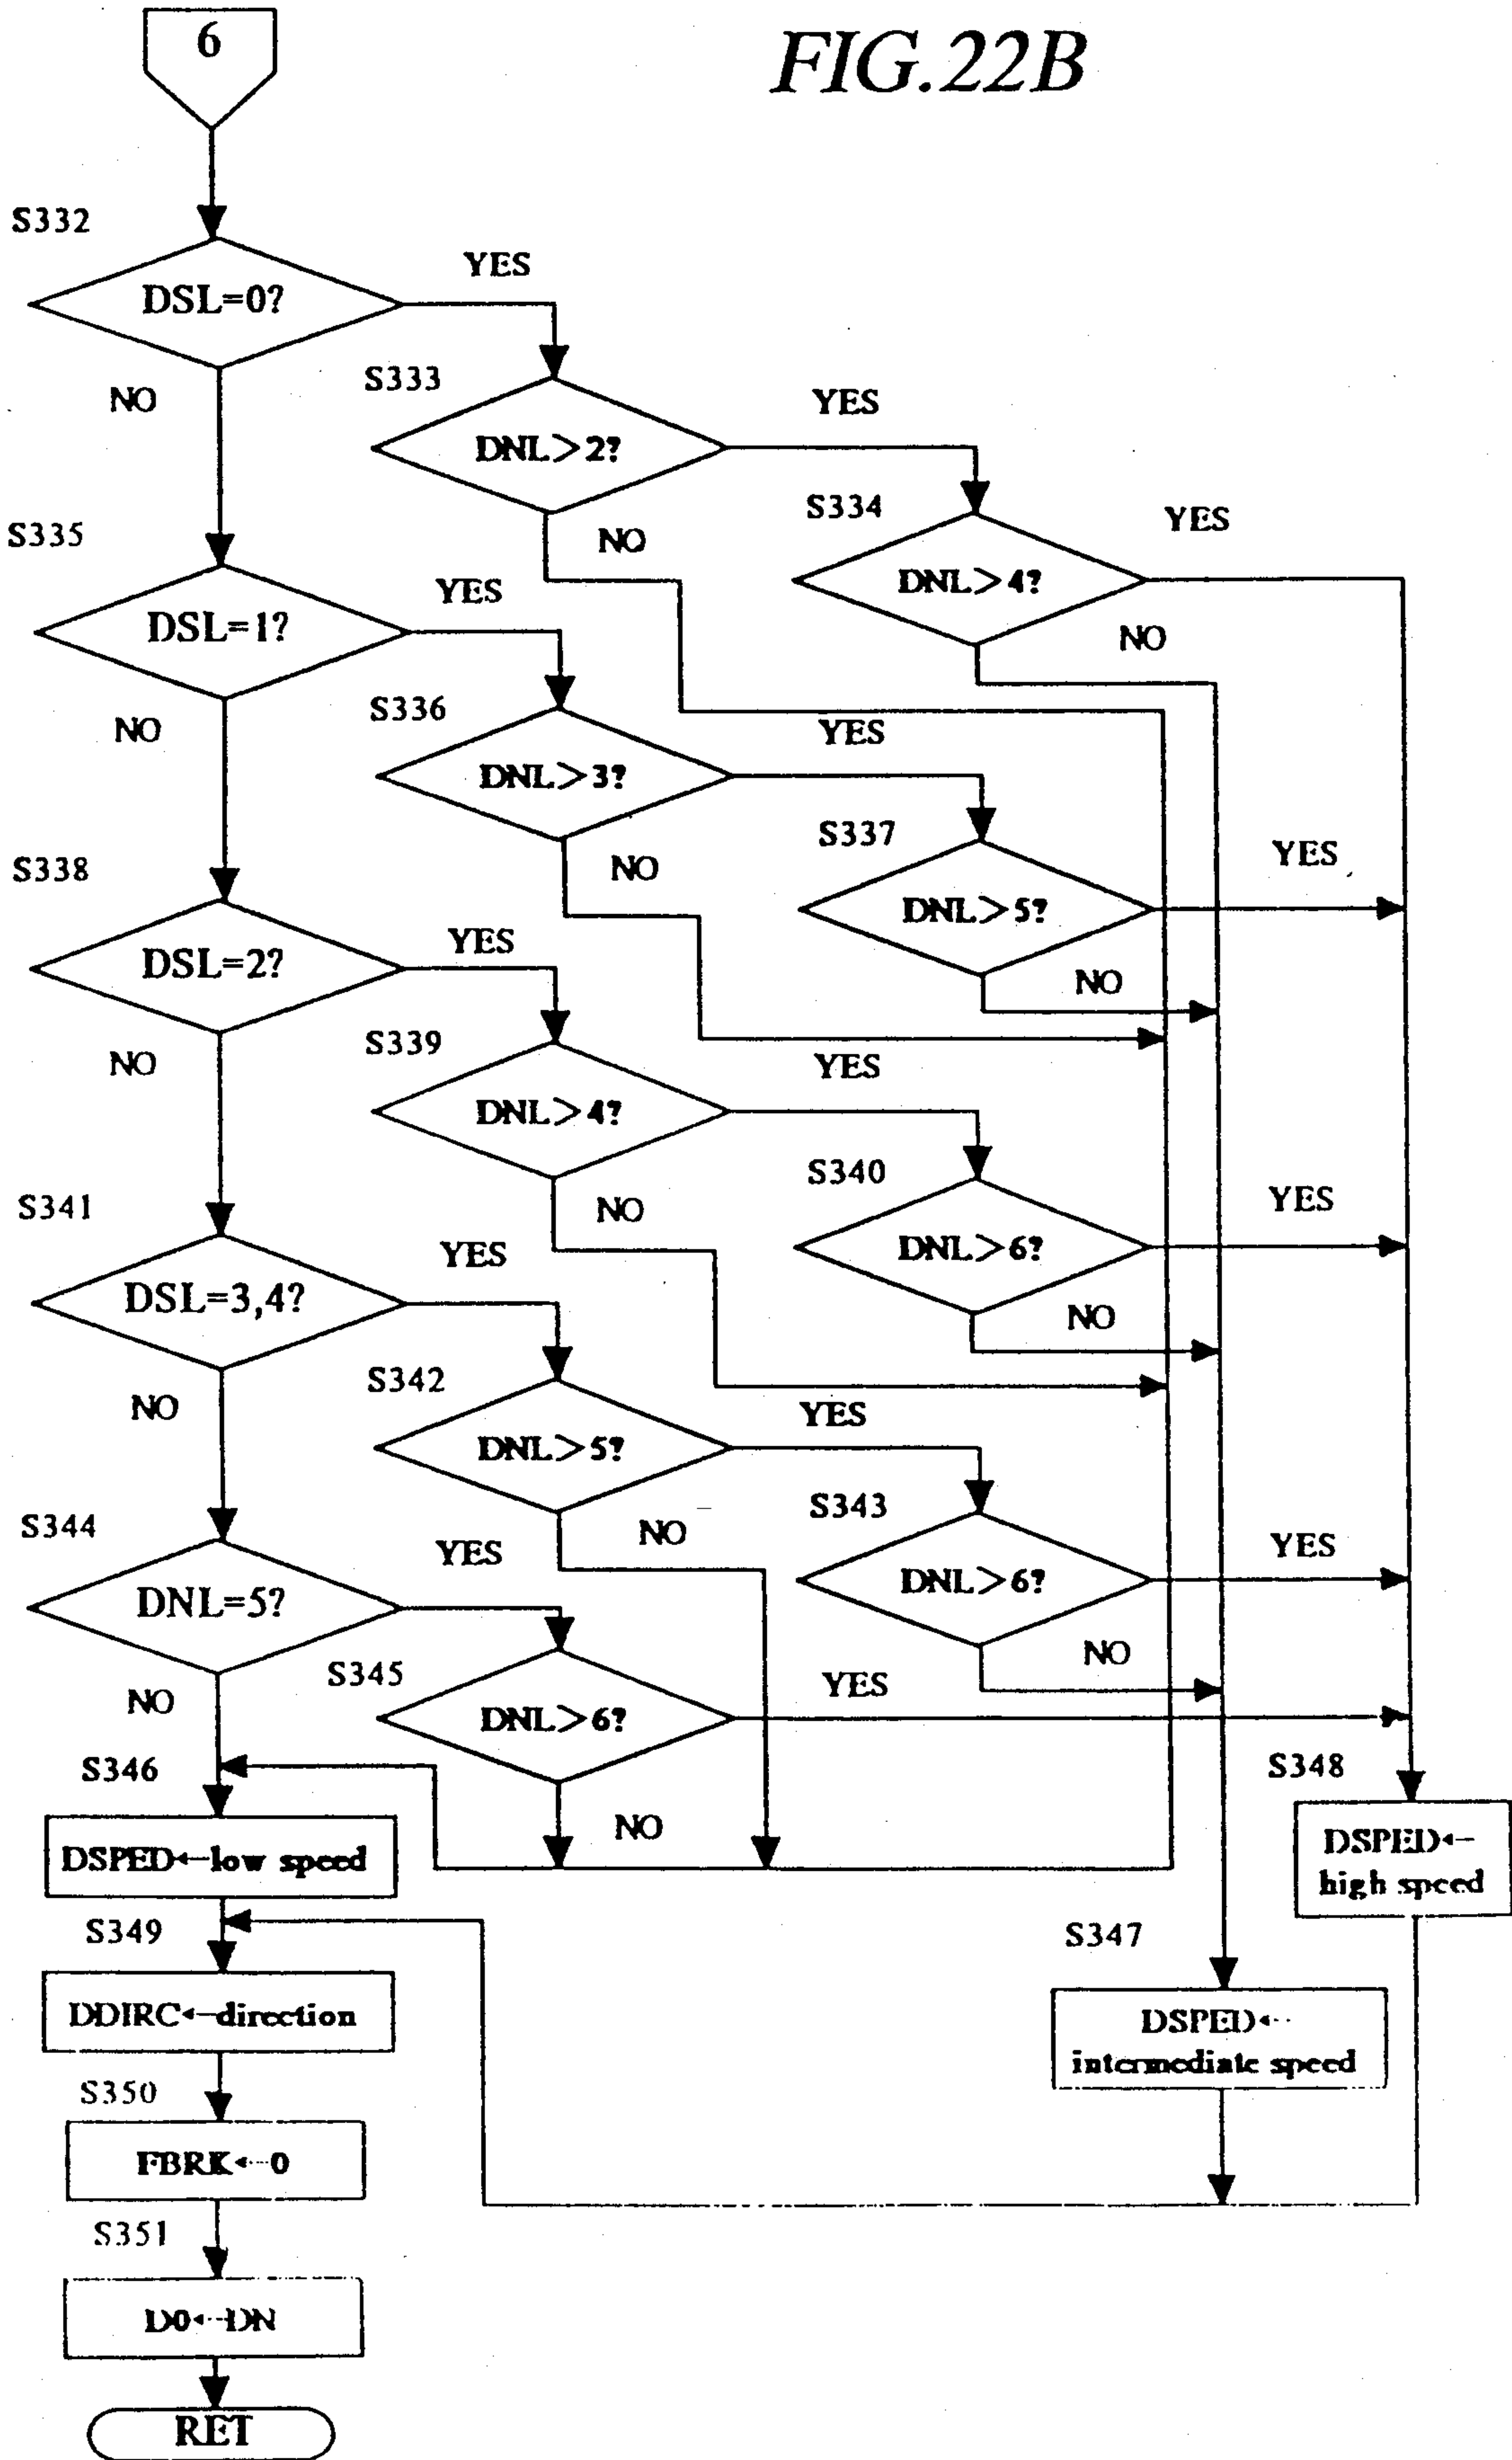 FIG.22B
6
S332
DSL=0?
YES
NO
S333
DNL>2?
YES
NO
S334
DNL>4?
YES
NO
S335
DSL=1?
YES
NO
S336
DNL>3?
YES
NO
S337
DNL>5?
YES
NO
S338
DSL=2?
YES
NO
S339
DNL>4?
YES
NO
S340
DNL>6?
YES
NO
S341
DSL=3,4?
YES
NO
S342
DNL>5?
YES
NO
S343
DNL>6?
YES
NO
S344
DNL=5?
YES
NO
S345
DNL>6?
YES
NO
S346
DSPED←low speed
S348
DSPED←
high speed
S347
DSPED←
intermediate speed
S349
DDIRC←direction
S350
FBRK←0
S351
D0←DN
RET